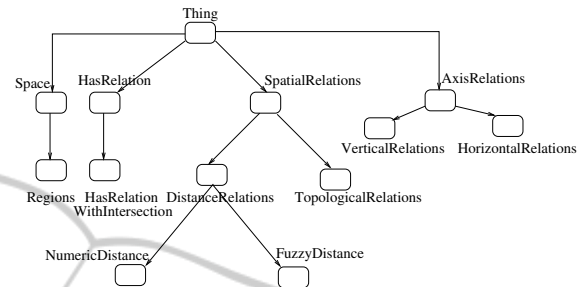 Thing
Space
HasRelation
SpatialRelations
AxisRelations
VerticalRelations
HorizontalRelations
Regions
HasRelation
WithIntersection
DistanceRelations
TopologicalRelations
NumericDistance
FuzzyDistance